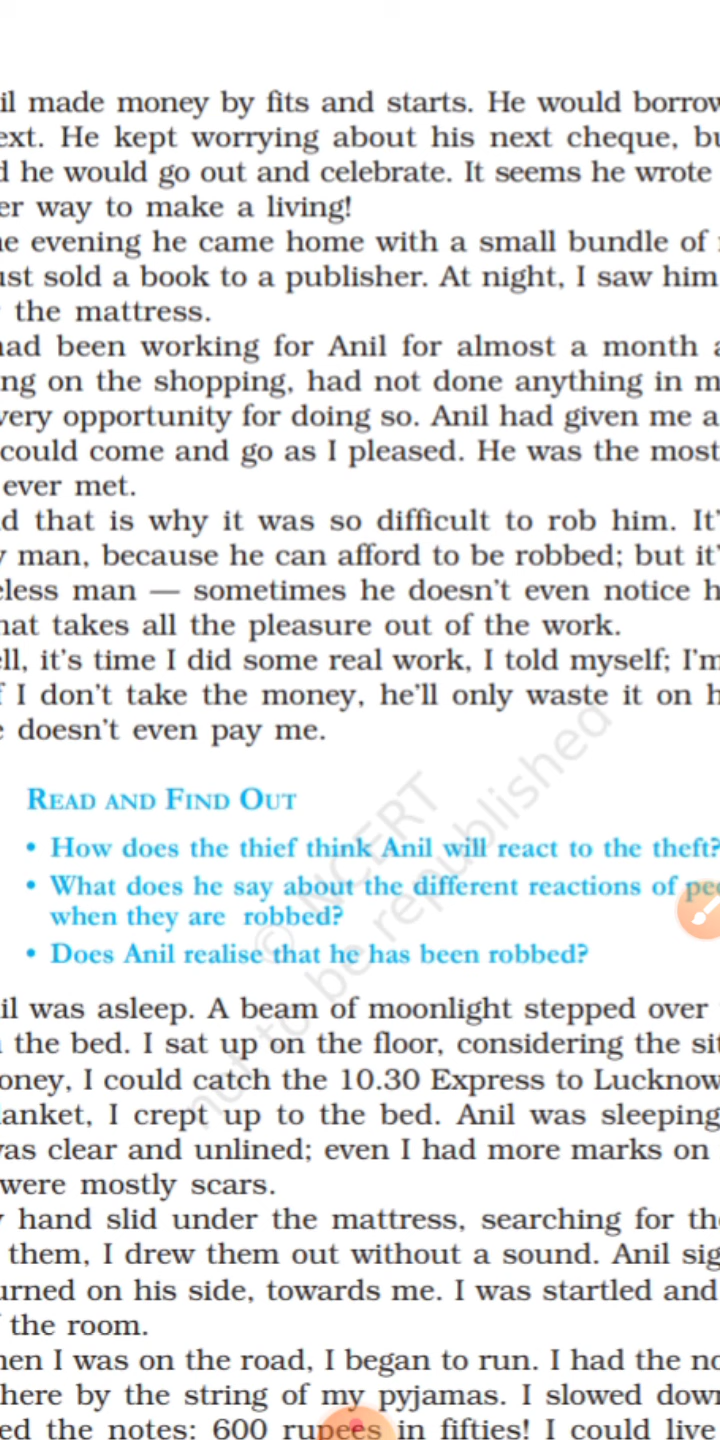 il made money by fits and starts. He would borrow
ext. He kept worrying about his next cheque, bu
d he would go out and celebrate. It seems he wrote
er way to make a living!
ne evening he came home with a small bundle of
ust sold a book to a publisher. At night, I saw him
the mattress.
had been working for Anil for almost a month a
ng on the shopping, had not done anything in m
very opportunity for doing so. Anil had given me a
could come and go as I pleased. He was the most
ever met.
d that is why it was so difficult to rob him. It'
y man, because he can afford to be robbed; but it'
eless man — sometimes he doesn't even notice h
hat takes all the pleasure out of the work.
ell, it's time I did some real work, I told myself; I'm
f I don't take the money, he'll only waste it on h
e doesn't even pay me.
READ AND FIND OUT
• How does the thief think Anil will react to the theft?
• What does he say about the different reactions of peo
when they are robbed?
• Does Anil realise that he has been robbed?
il was asleep. A beam of moonlight stepped over
the bed. I sat up on the floor, considering the sit
oney, I could catch the 10.30 Express to Lucknow
lanket, I crept up to the bed. Anil was sleeping
as clear and unlined; even I had more marks on
were mostly scars.
y hand slid under the mattress, searching for the
them, I drew them out without a sound. Anil sig
urned on his side, towards me. I was startled and
the room.
hen I was on the road, I began to run. I had the no
here by the string of my pyjamas. I slowed down
ed the notes: 600 rupees in fifties! I could live
© NCERT
not to be republished